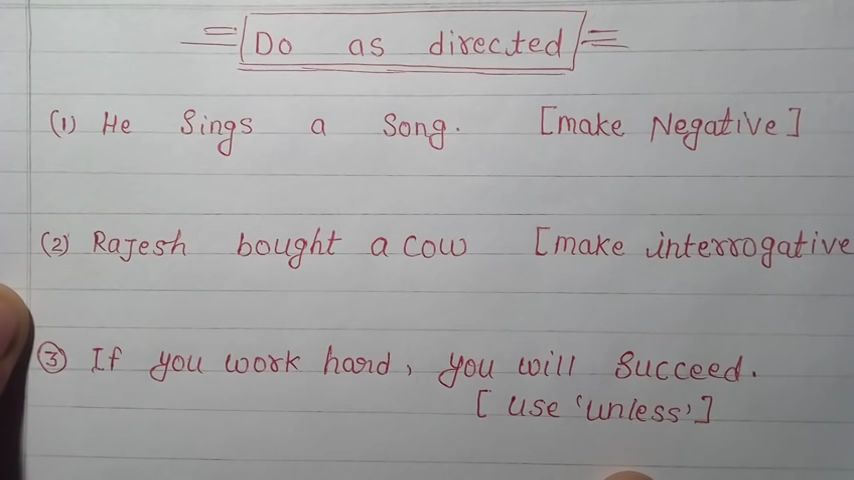 Do as directed
(1) He Sings a Song. [make Negative]
(2) Rajesh bought a cow [make interrogative
(3) If you work hard, you will Succeed.
[use 'unless']